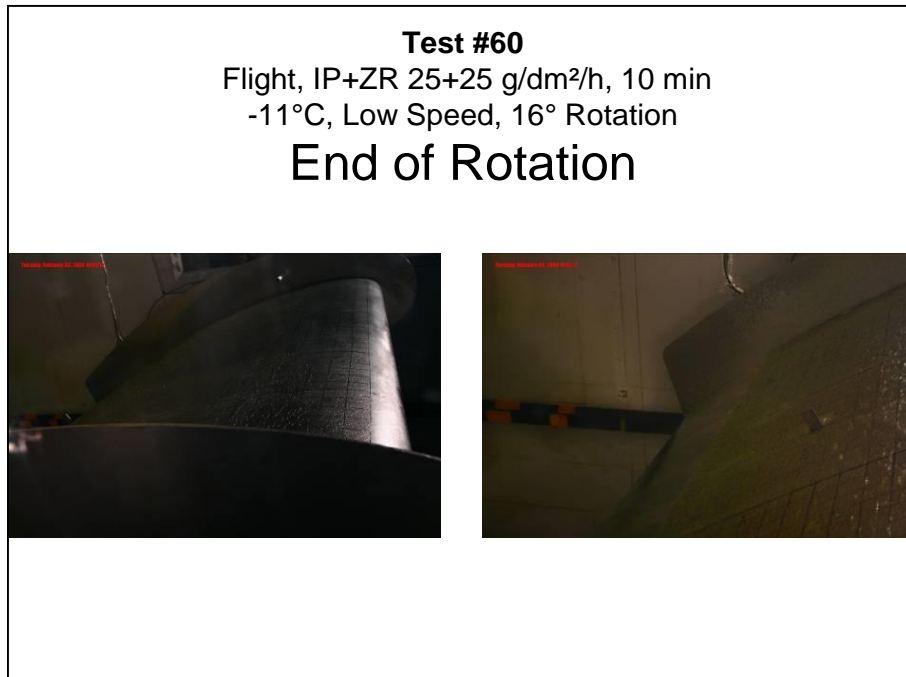 Test #60
Flight, IP+ZR 25+25 g/dm²/h, 10 min
-11°C, Low Speed, 16° Rotation
End of Rotation